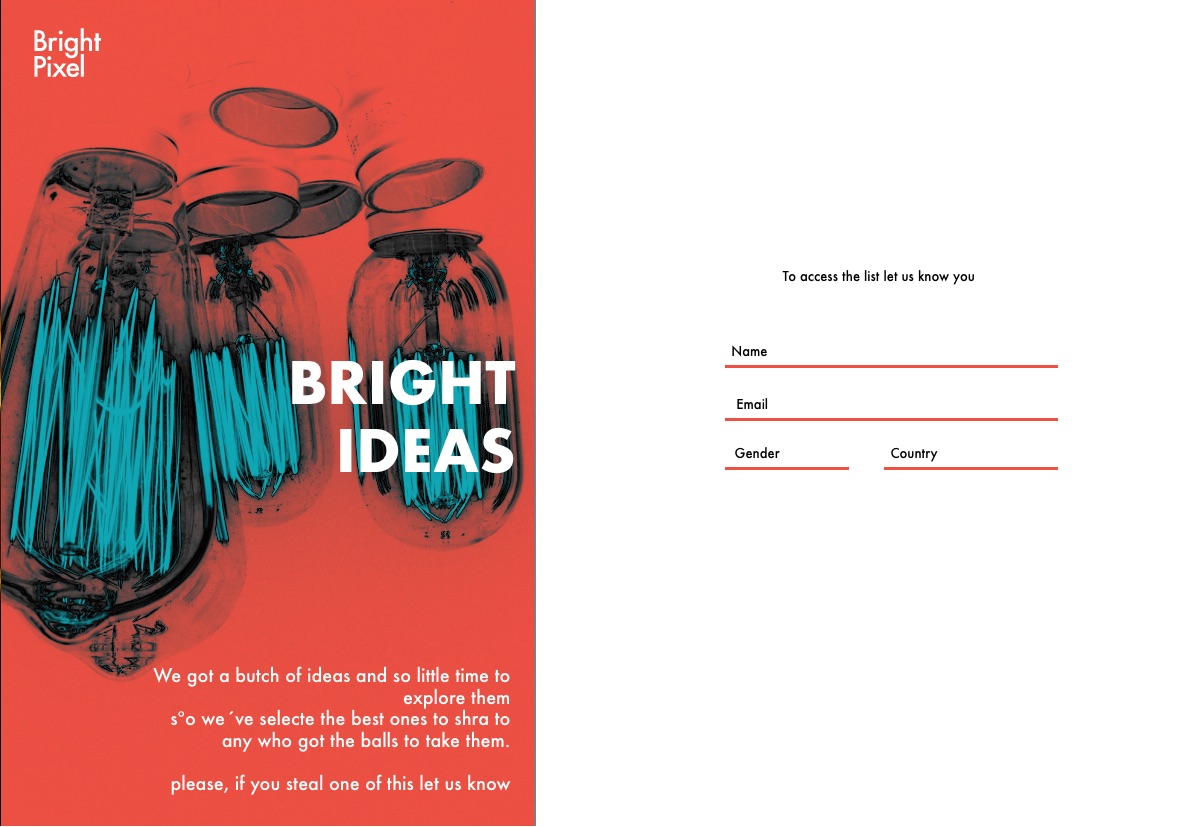 Bright
Pixel
BRIGHT
IDEAS
We got a butch of ideas and so little time to
explore them
s°o we´ve selecte the best ones to shra to
any who got the balls to take them.
please, if you steal one of this let us know
To access the list let us know you
Name
Email
Gender Country